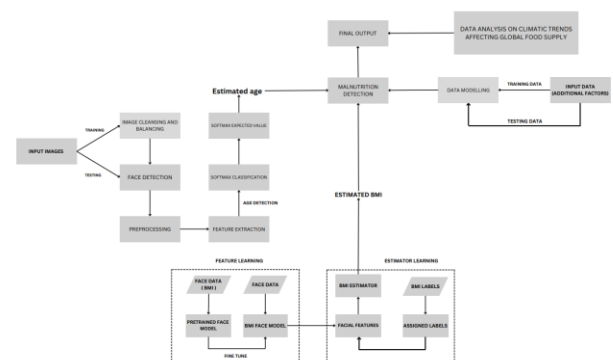 FINAL OUTPUT
DATA ANALYSIS ON CLIMATIC TRENDS
AFFECTING GLOBAL FOOD SUPPLY
Estimated age
MALNUTRITION
DETECTION
DATA MODELLING
TRAINING DATA
INPUT DATA
(ADDITIONAL FACTORS)
TESTING DATA
IMAGE CLEANSING AND
BALANCING
SOFTMAX EXPECTED VALUE
TRAINING
INPUT IMAGES
TESTING
FACE DETECTION
SOFTMAX CLASSIFICATION
AGE DETECTION
ESTIMATED BMI
PREPROCESSING
FEATURE EXTRACTION
FEATURE LEARNING
ESTIMATOR LEARNING
FACE DATA
( BMI )
FACE DATA
BMI ESTIMATOR
BMI LABELS
PRETRAINED FACE
MODEL
BMI FACE MODEL
FACIAL FEATURES
ASSIGNED LABELS
FINE TUNE